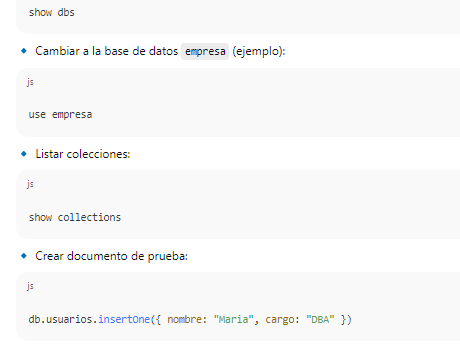 show dbs
Cambiar a la base de datos empresa (ejemplo):
js
use empresa
Listar colecciones:
js
show collections
Crear documento de prueba:
js
db.usuarios.insertOne({ nombre: "Maria", cargo: "DBA" })